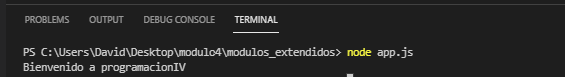 PROBLEMS OUTPUT DEBUG CONSOLE TERMINAL
PS C:\Users\David\Desktop\modulo4\modulos_extendidos> node app.js
Bienvenido a programacionIV